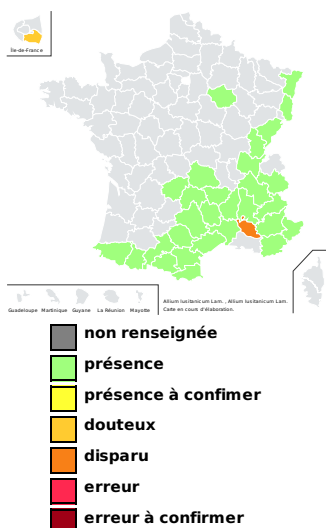 Île-de-France
Allium lusitanicum Lam. , Allium lusitanicum Lam.
Carte en cours d'élaboration.
Guadeloupe Martinique Guyane La Réunion Mayotte
non renseignée
présence
présence à confimer
douteux
disparu
erreur
erreur à confirmer